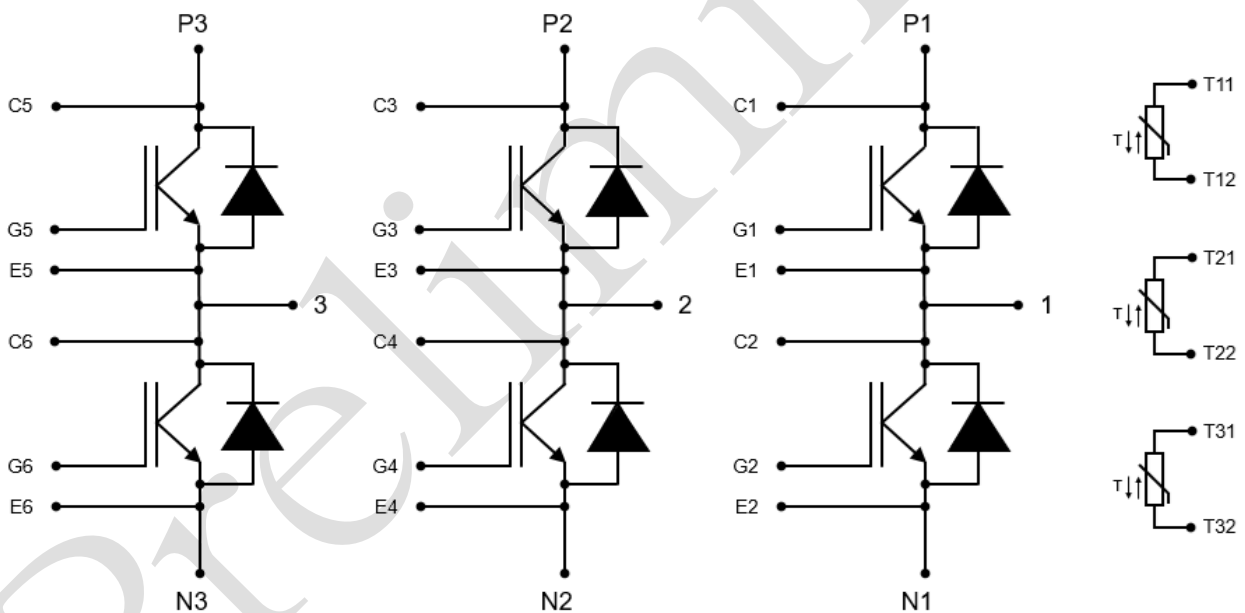 P3 P2 P1
C5 C3 C1 T11
T↓↑
T12
G5 G3 G1
E5 E3 E1 T21
3 2 1 T↓↑
C6 C4 C2 T22
T31
G6 G4 G2 T↓↑
E6 E4 E2 T32
N3 N2 N1
Prelimi